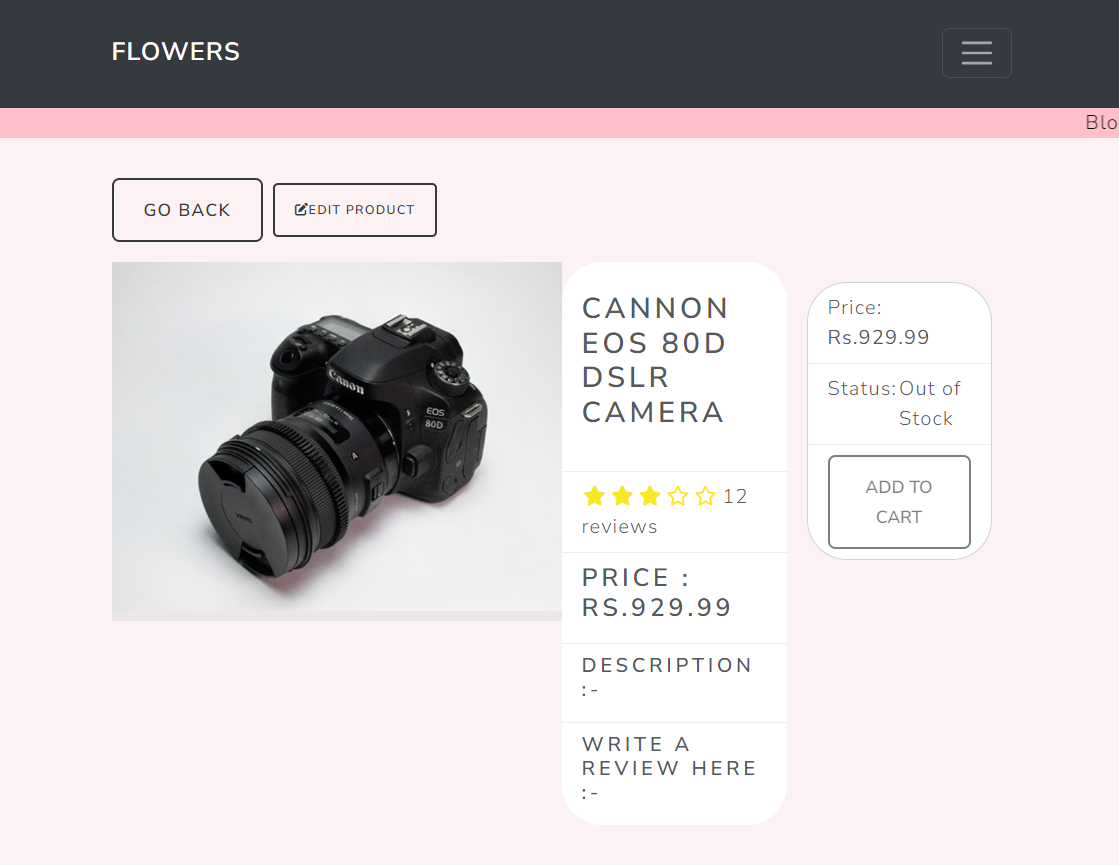 FLOWERS
Blo
GO BACK
EDIT PRODUCT
Canon
EOS
80D
A
CANNON
EOS 80D
DSLR
CAMERA
12
reviews
PRICE :
RS.929.99
DESCRIPTION
:-
WRITE A
REVIEW HERE
:-
Price:
Rs.929.99
Status: Out of
Stock
ADD TO
CART